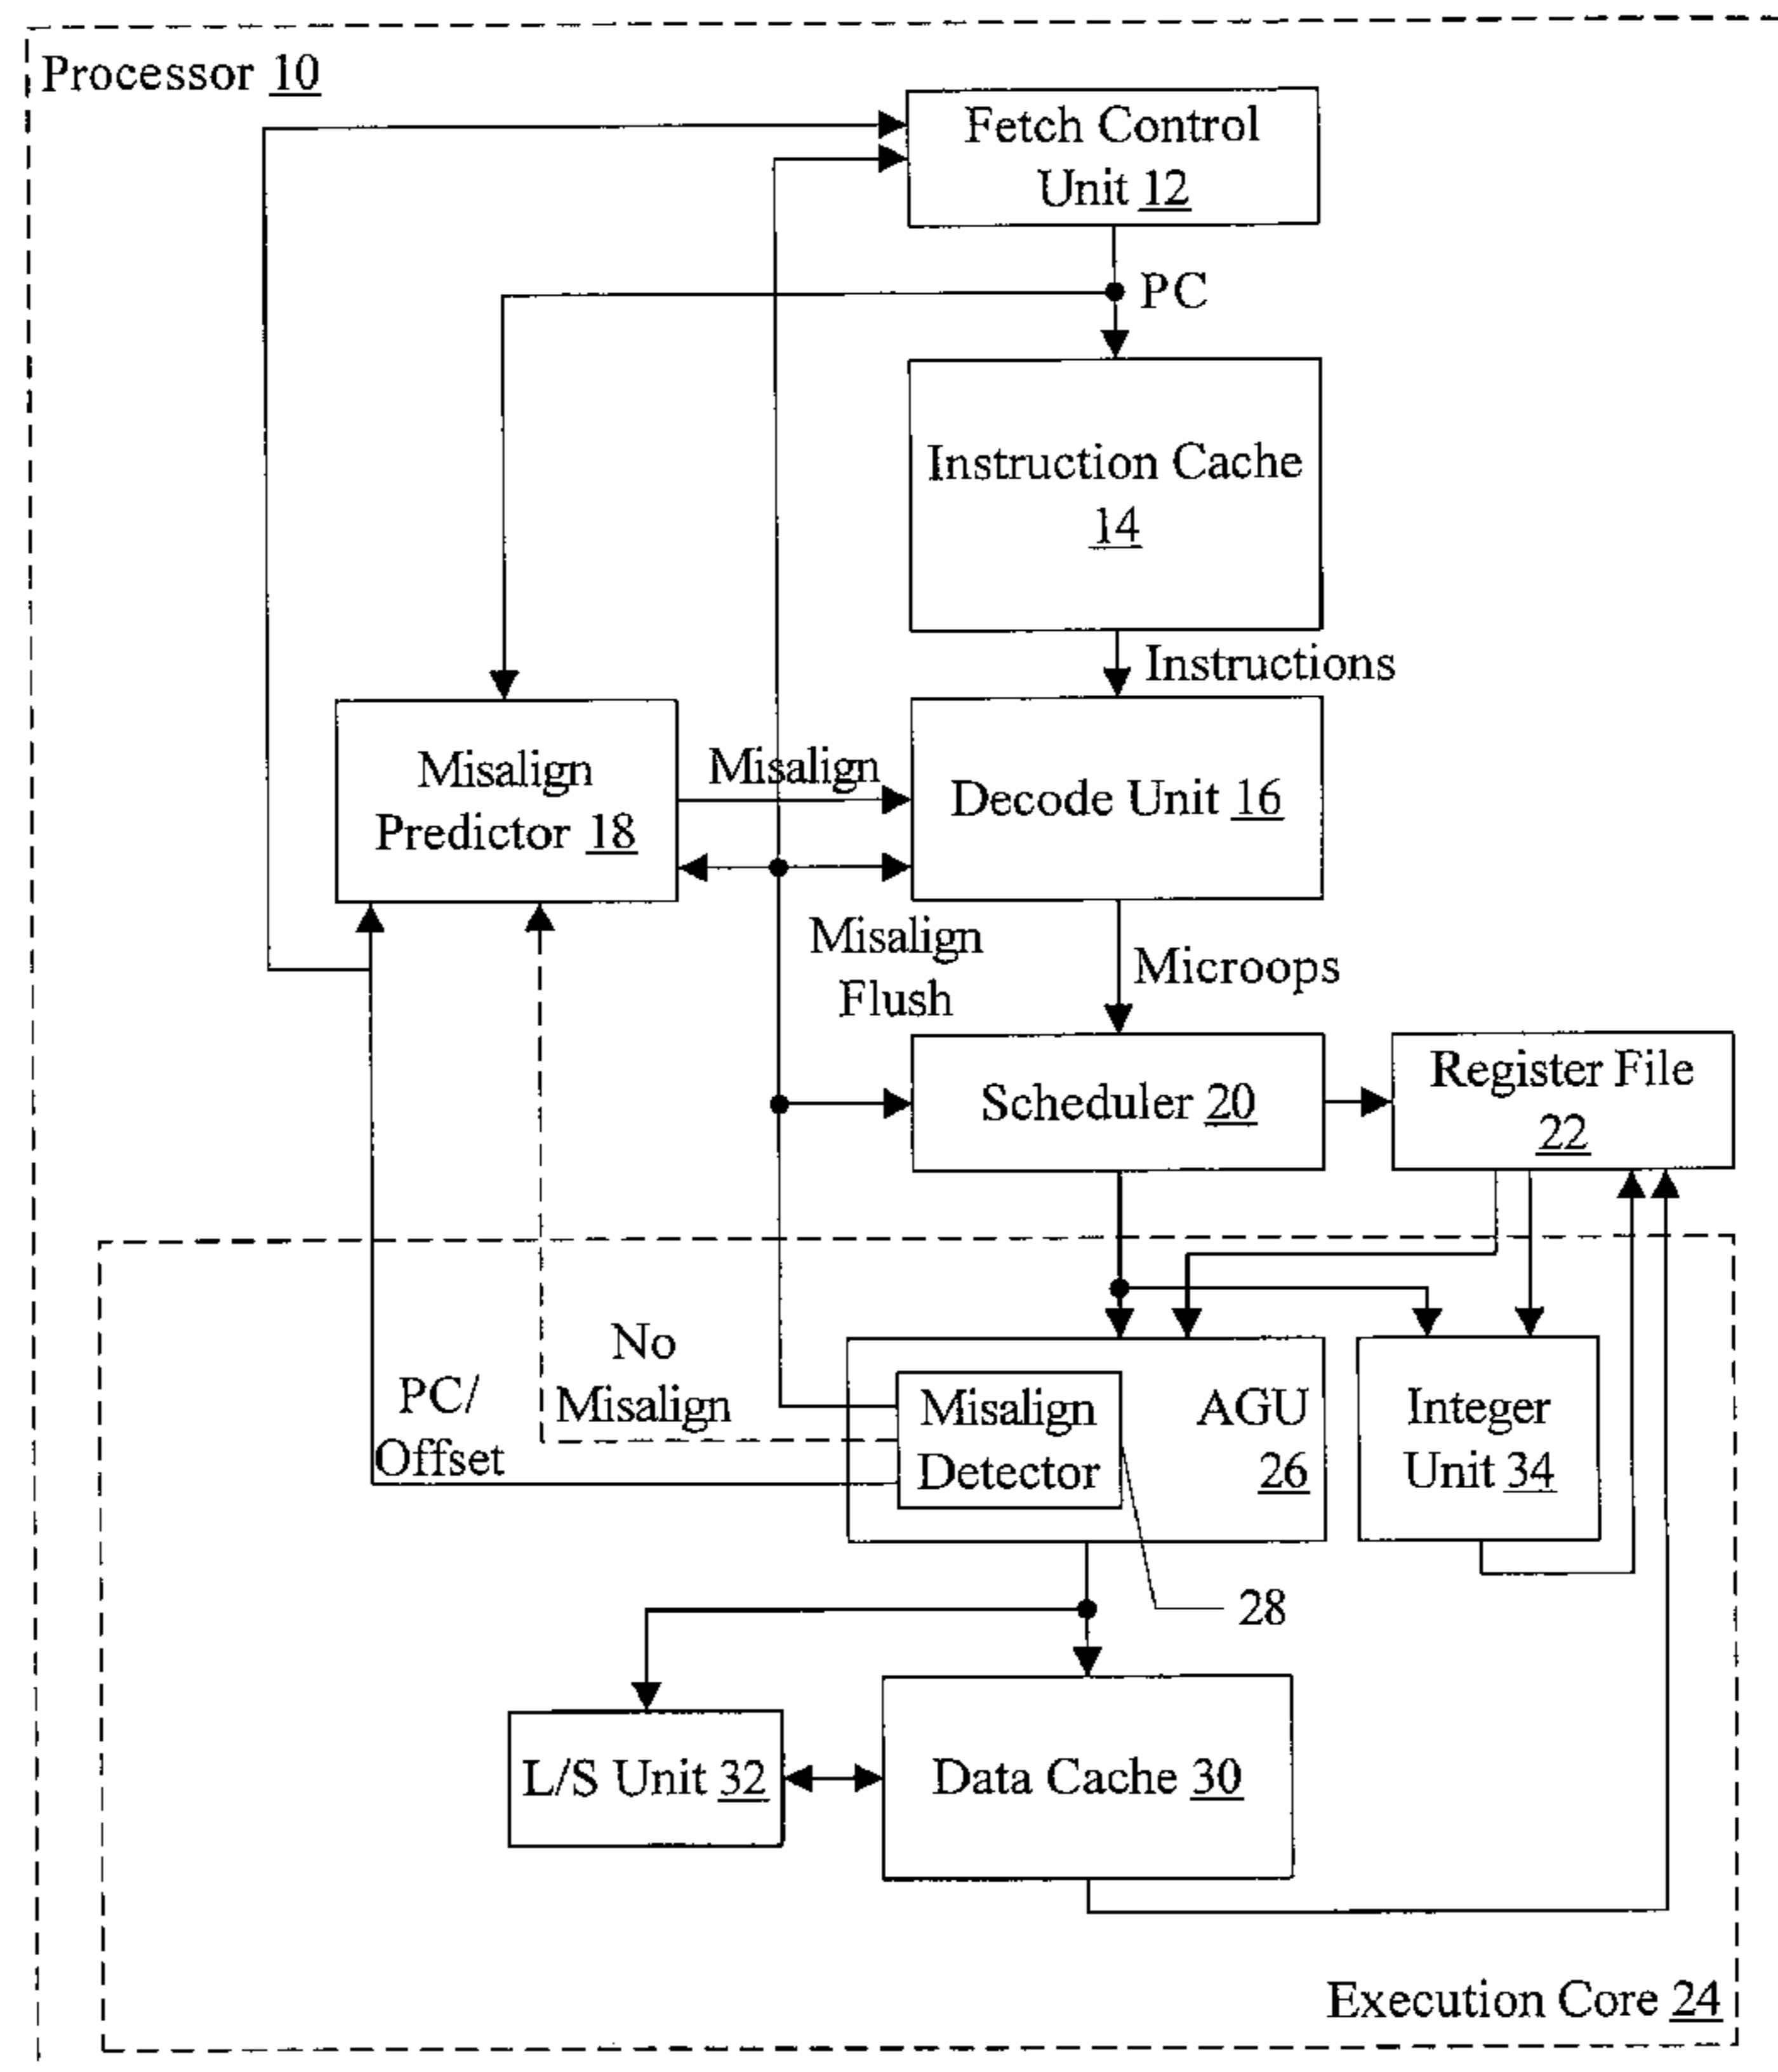 Processor 10
Fetch Control
Unit 12
PC
Instruction Cache
14
Instructions
Misalign
Predictor 18
Misalign
Decode Unit 16
Misalign
Flush
Microops
Scheduler 20
Register File
22
No
Misalign
PC/
Offset
Misalign
Detector
AGU
26
Integer
Unit 34
28
L/S Unit 32
Data Cache 30
Execution Core 24